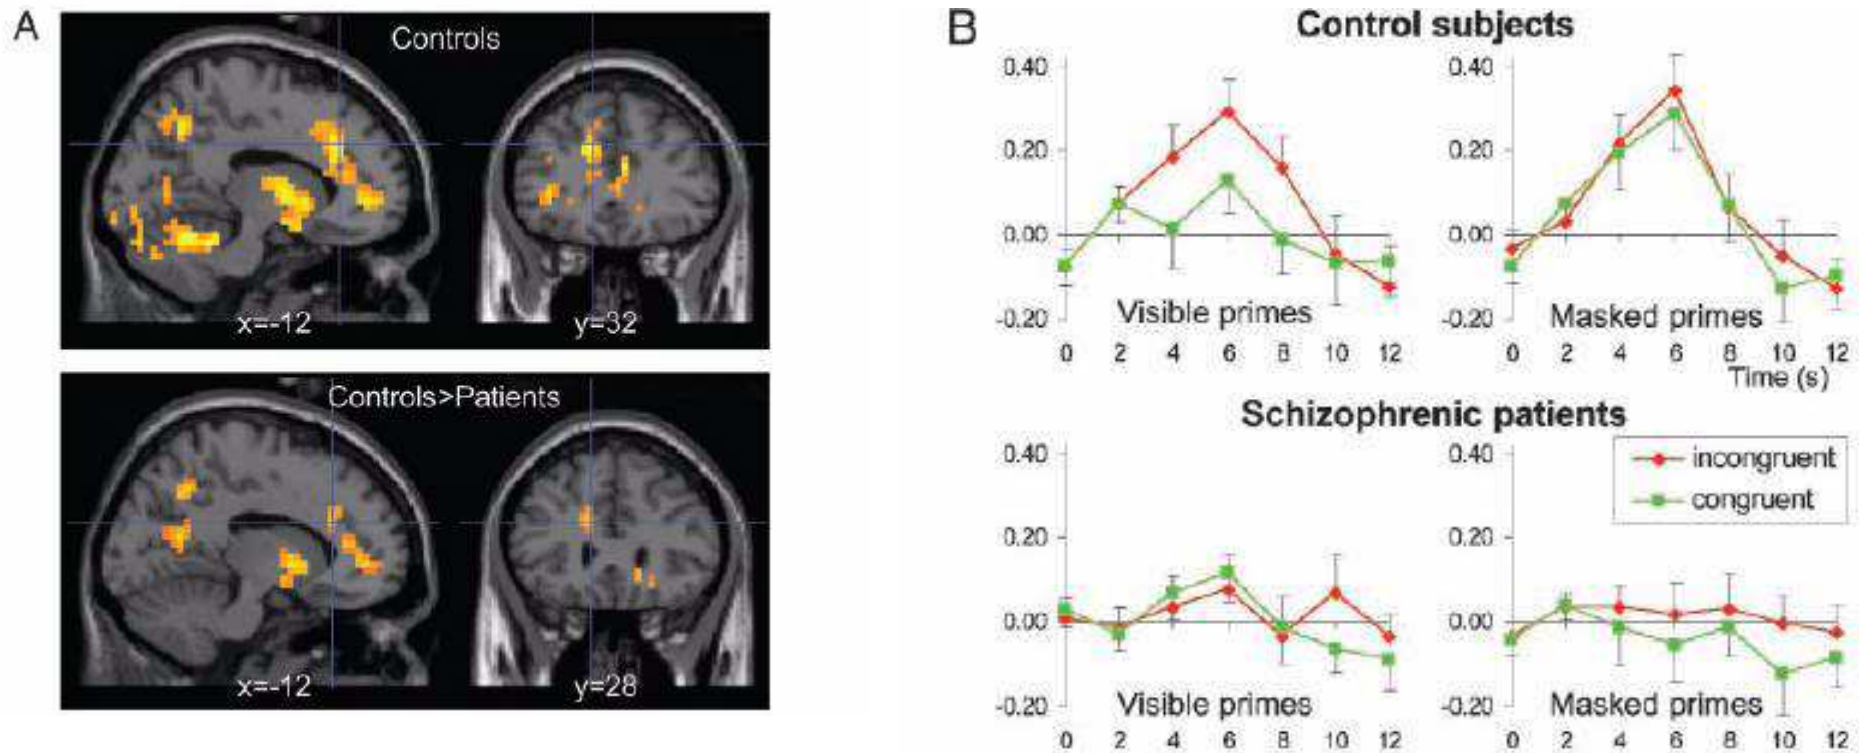 A
Controls
x=-12
y=32
Controls>Patients
x=-12
y=28
B
Control subjects
0.40
0.20
0.00
-0.20
Visible primes
0 2 4 6 8 10 12
0.40
0.20
0.00
-0.20
Masked primes
0 2 4 6 8 10 12
Time (s)
Schizophrenic patients
0.40
0.20
0.00
-0.20
Visible primes
0 2 4 6 8 10 12
0.40
0.20
0.00
-0.20
incongruent
congruent
Masked primes
0 2 4 6 8 10 12